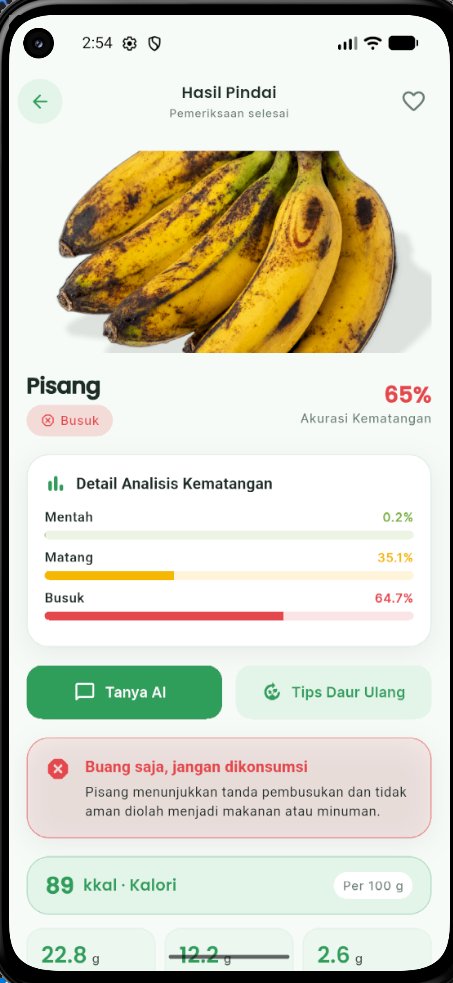 2:54
Hasil Pindai
Pemeriksaan selesai
Pisang
Busuk
65%
Akurasi Kematangan
Detail Analisis Kematangan
Mentah 0.2%
Matang 35.1%
Busuk 64.7%
Tanya AI
Tips Daur Ulang
Buang saja, jangan dikonsumsi
Pisang menunjukkan tanda pembusukan dan tidak
aman diolah menjadi makanan atau minuman.
89 kkal · Kalori
Per 100 g
22.8 g
12.2 g
2.6 g